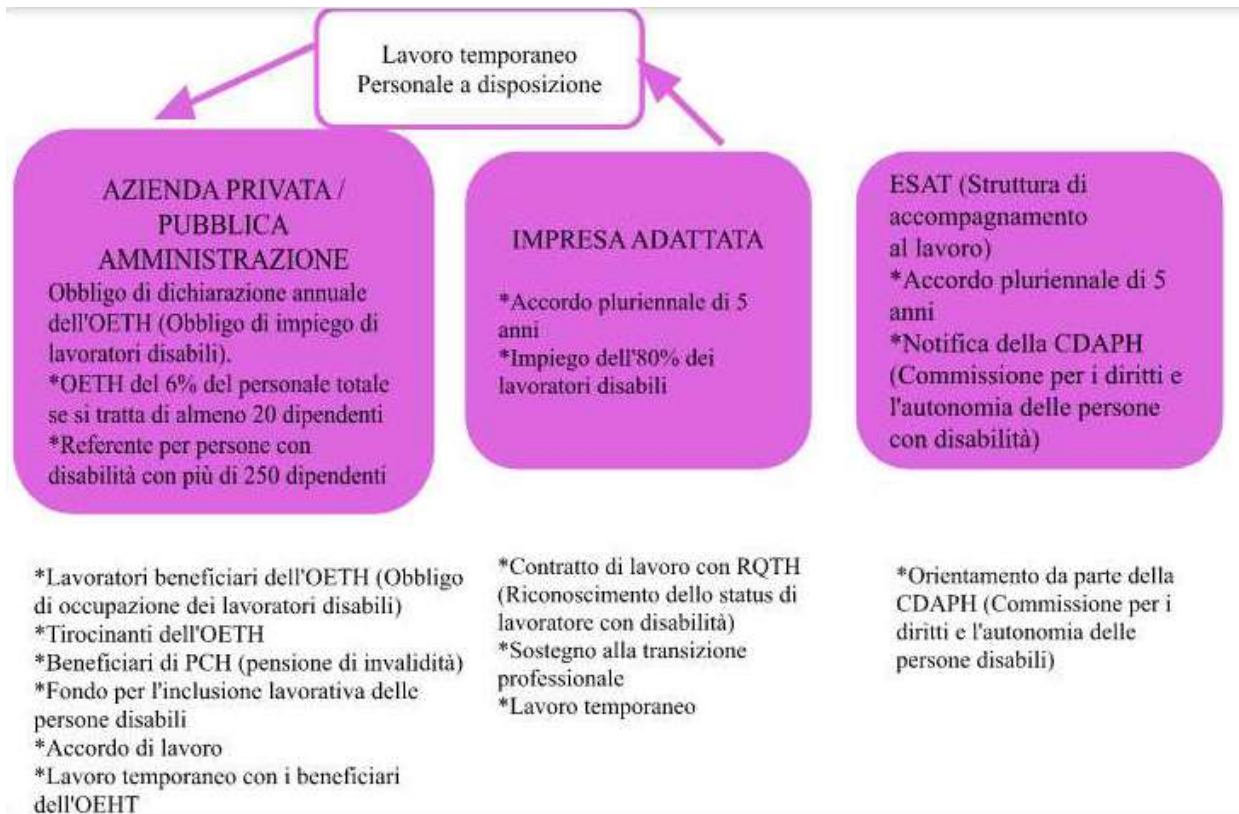 Lavoro temporaneo
Personale a disposizione
AZIENDA PRIVATA /
PUBBLICA
AMMINISTRAZIONE
Obbligo di dichiarazione annuale
dell'OETH (Obbligo di impiego di
lavoratori disabili).
*OETH del 6% del personale totale
se si tratta di almeno 20 dipendenti
*Referente per persone con
disabilità con più di 250 dipendenti
IMPRESA ADATTATA
*Accordo pluriennale di 5
anni
*Impiego dell'80% dei
lavoratori disabili
ESAT (Struttura di
accompagnamento
al lavoro)
*Accordo pluriennale di 5
anni
*Notifica della CDAPH
(Commissione per i diritti e
l'autonomia delle persone
con disabilità)
*Lavoratori beneficiari dell'OETH (Obbligo
di occupazione dei lavoratori disabili)
*Tirocinanti dell'OETH
*Beneficiari di PCH (pensione di invalidità)
*Fondo per l'inclusione lavorativa delle
persone disabili
*Accordo di lavoro
*Lavoro temporaneo con i beneficiari
dell'OEHT
*Contratto di lavoro con RQTH
(Riconoscimento dello status di
lavoratore con disabilità)
*Sostegno alla transizione
professionale
*Lavoro temporaneo
*Orientamento da parte della
CDAPH (Commissione per i
diritti e l'autonomia delle
persone disabili)